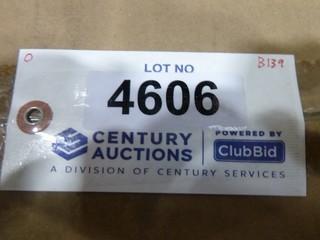 O
B139
LOT NO
4606
CENTURY
AUCTIONS
POWERED BY
ClubBid
A DIVISION OF CENTURY SERVICES